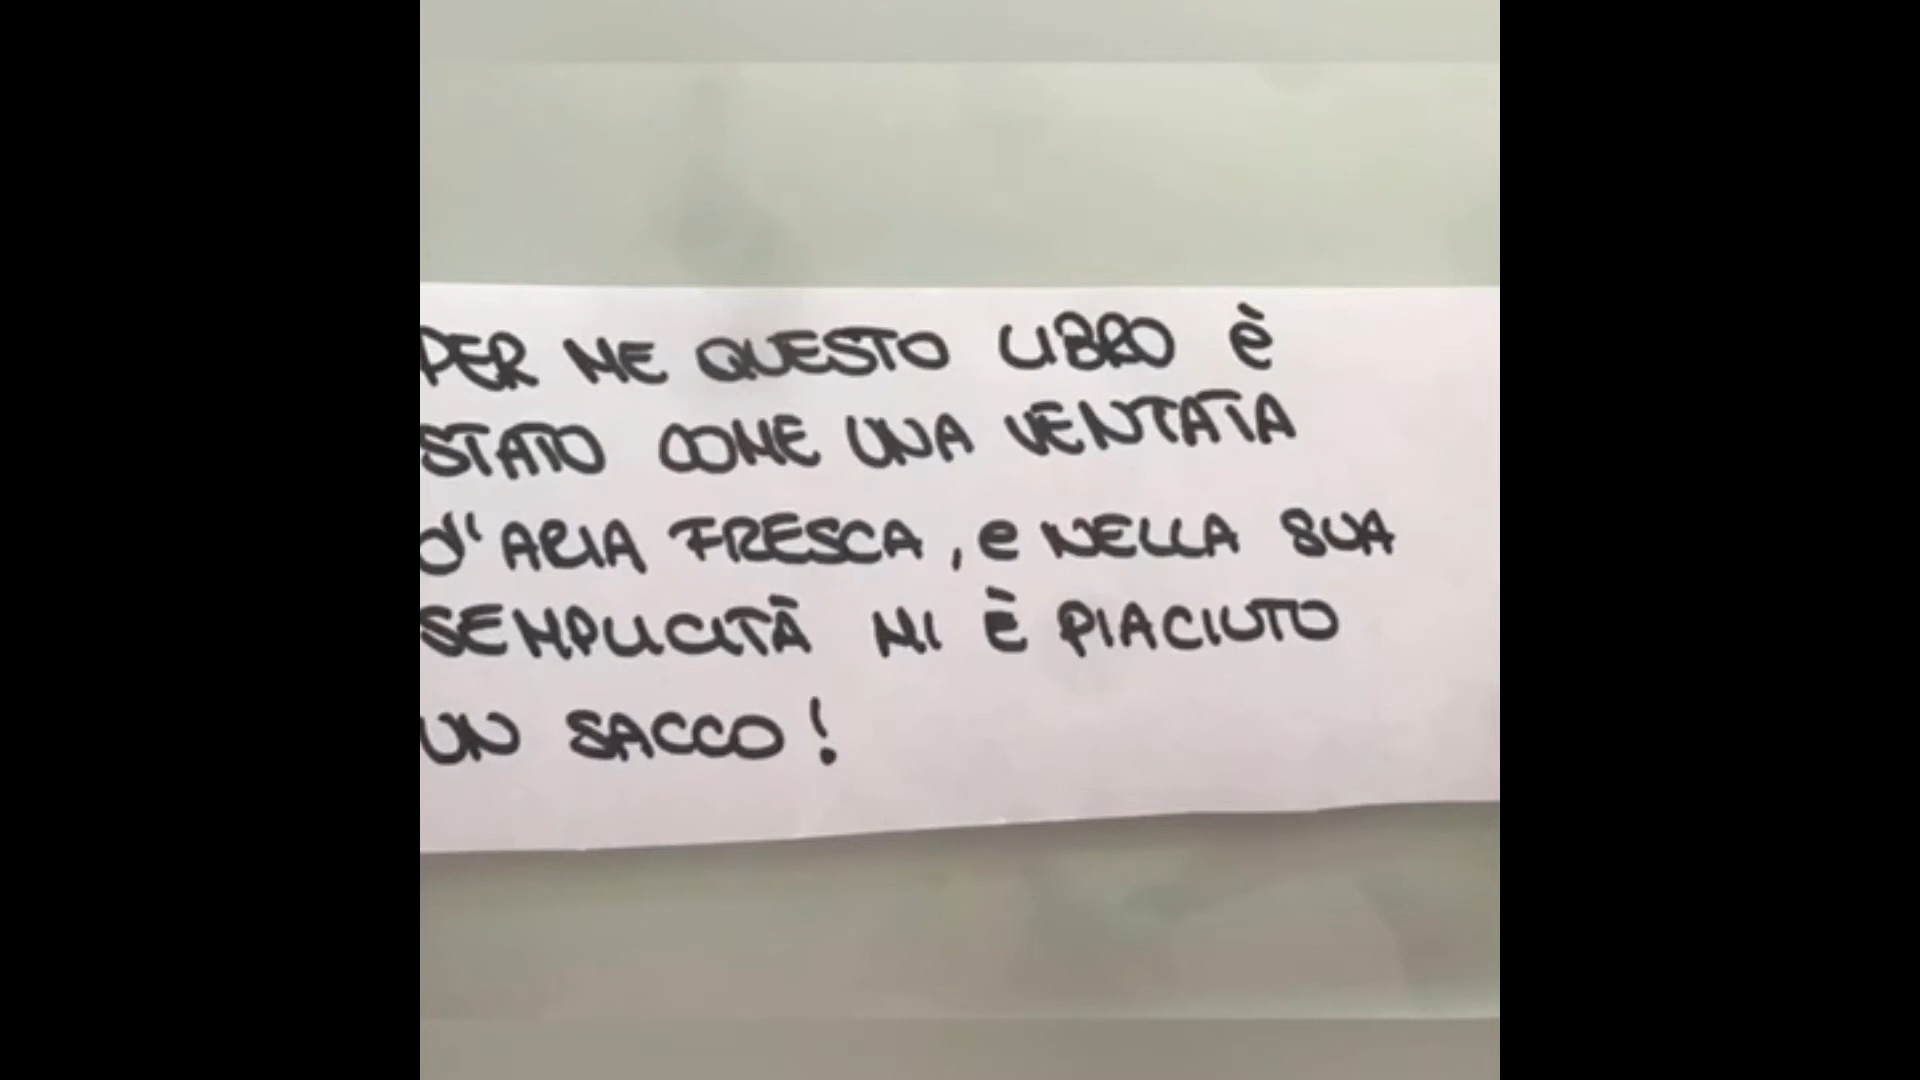 PER ME QUESTO LIBRO è
STATO COME UNA VENTATA
d'ARIA FRESCA, e NELLA SUA
SEMPLICITÀ MI È PIACIUTO
UN SACCO!